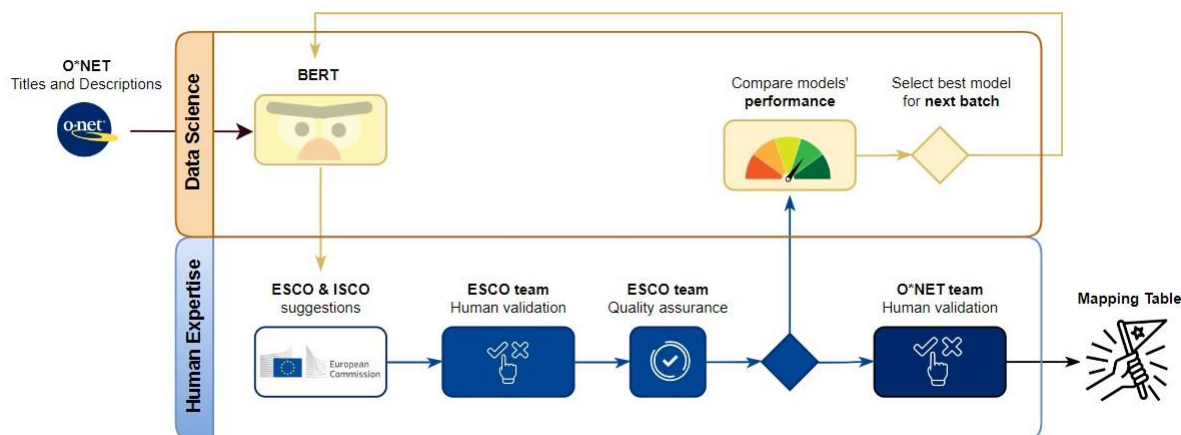 O*NET
Titles and Descriptions
o·net®
Data Science
BERT
Compare models'
performance
Select best model
for next batch
Human Expertise
ESCO & ISCO
suggestions
European
Commission
ESCO team
Human validation
ESCO team
Quality assurance
O*NET team
Human validation
Mapping Table